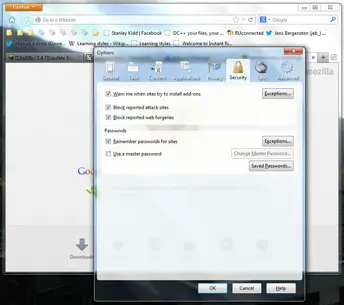 Firefox
Go to a Website
Google
Stanley Kidd | Facebook
DC++ your files, your
RUconnected
Jens Bergensten (jeb_)
Learning styles - Wikip...
Learning styles
Welcome to Instant Ri...
Options
mozilla
General
Tabs
Content
Applications
Privacy
Security
Sync
Advanced
Warn me when sites try to install add-ons
Exceptions...
Block reported attack sites
Block reported web forgeries
Passwords
Remember passwords for sites
Exceptions...
Use a master password
Change Master Password...
Saved Passwords...
Goo
Download
OK
Cancel
Help